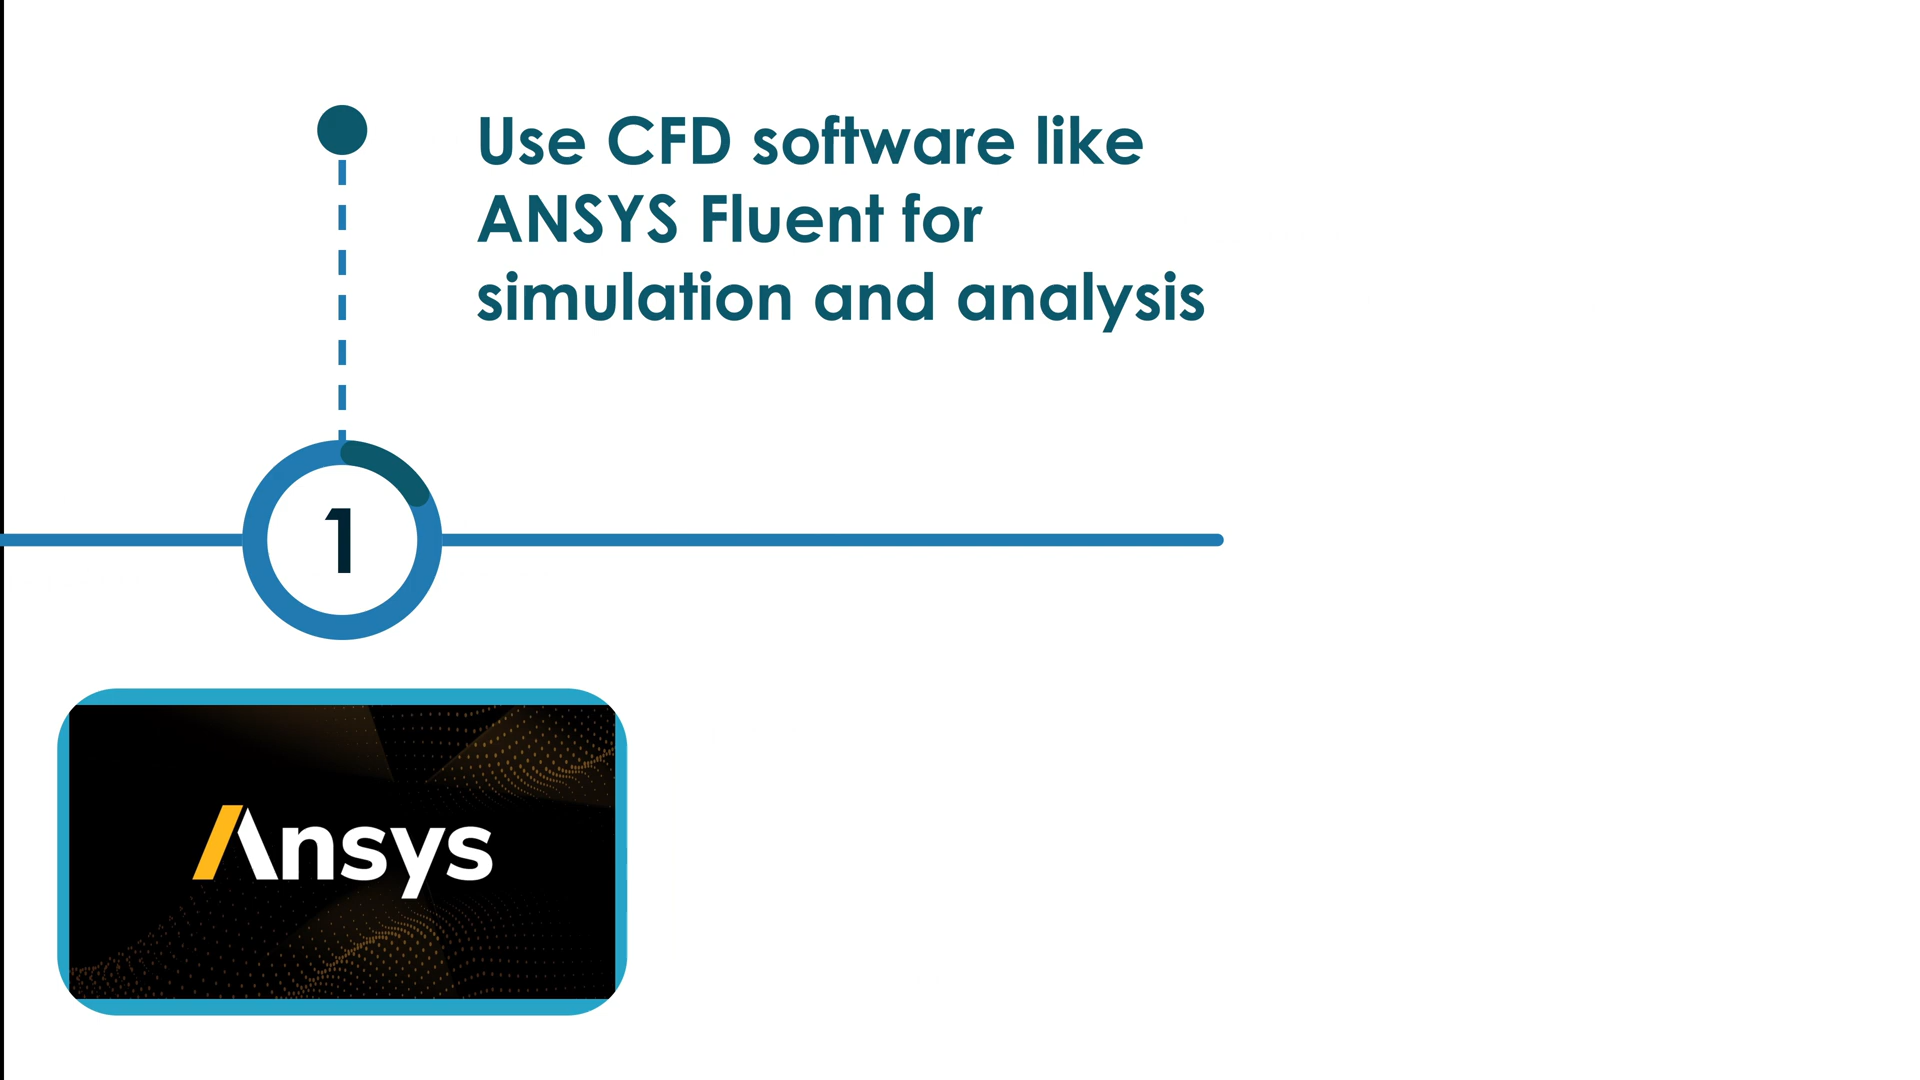 Use CFD software like
ANSYS Fluent for
simulation and analysis
1
Ansys